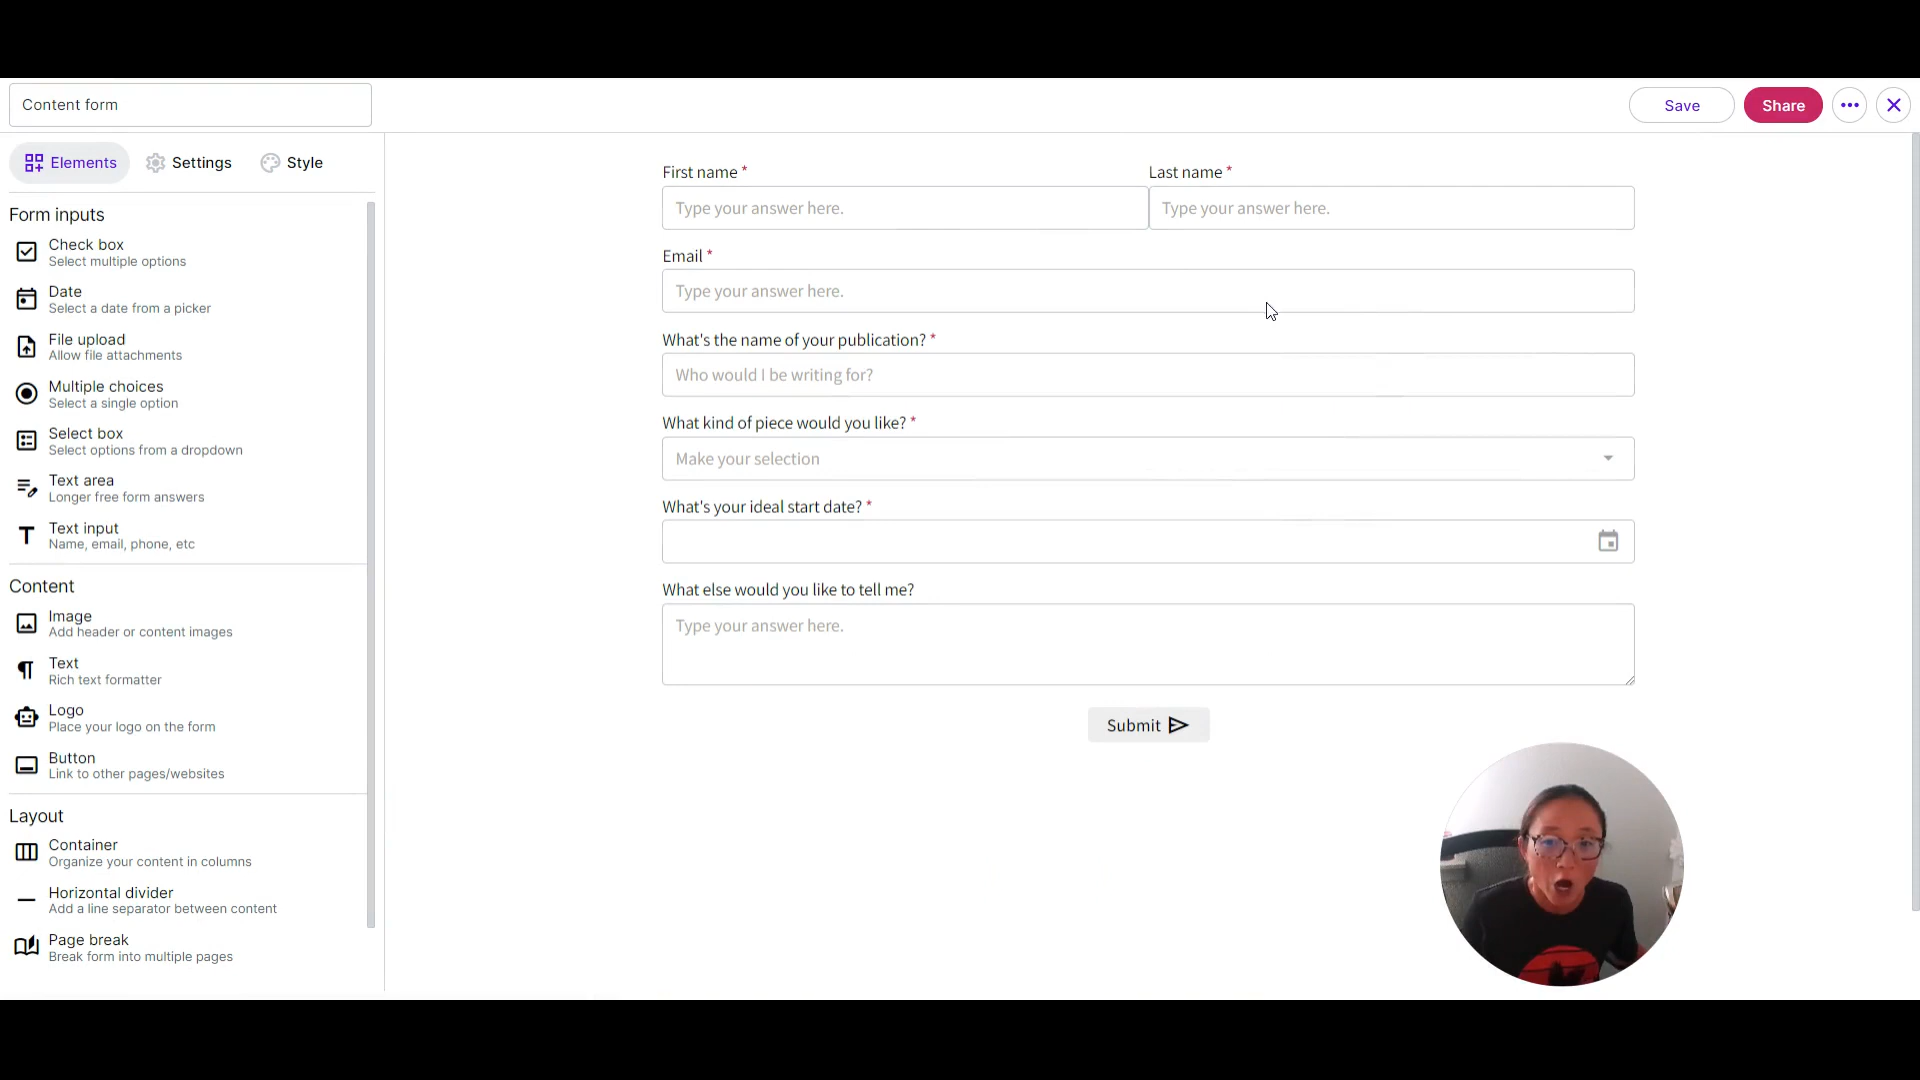 Content form
Save
Share
Elements
Settings
Style
Form inputs
Check box
Select multiple options
Date
Select a date from a picker
File upload
Allow file attachments
Multiple choices
Select a single option
Select box
Select options from a dropdown
Text area
Longer free form answers
Text input
Name, email, phone, etc
Content
Image
Add header or content images
Text
Rich text formatter
Logo
Place your logo on the form
Button
Link to other pages/websites
Layout
Container
Organize your content in columns
Horizontal divider
Add a line separator between content
Page break
Break form into multiple pages
First name *
Last name *
Type your answer here.
Type your answer here.
Email *
Type your answer here.
What's the name of your publication? *
Who would I be writing for?
What kind of piece would you like? *
Make your selection
What's your ideal start date? *
What else would you like to tell me?
Type your answer here.
Submit